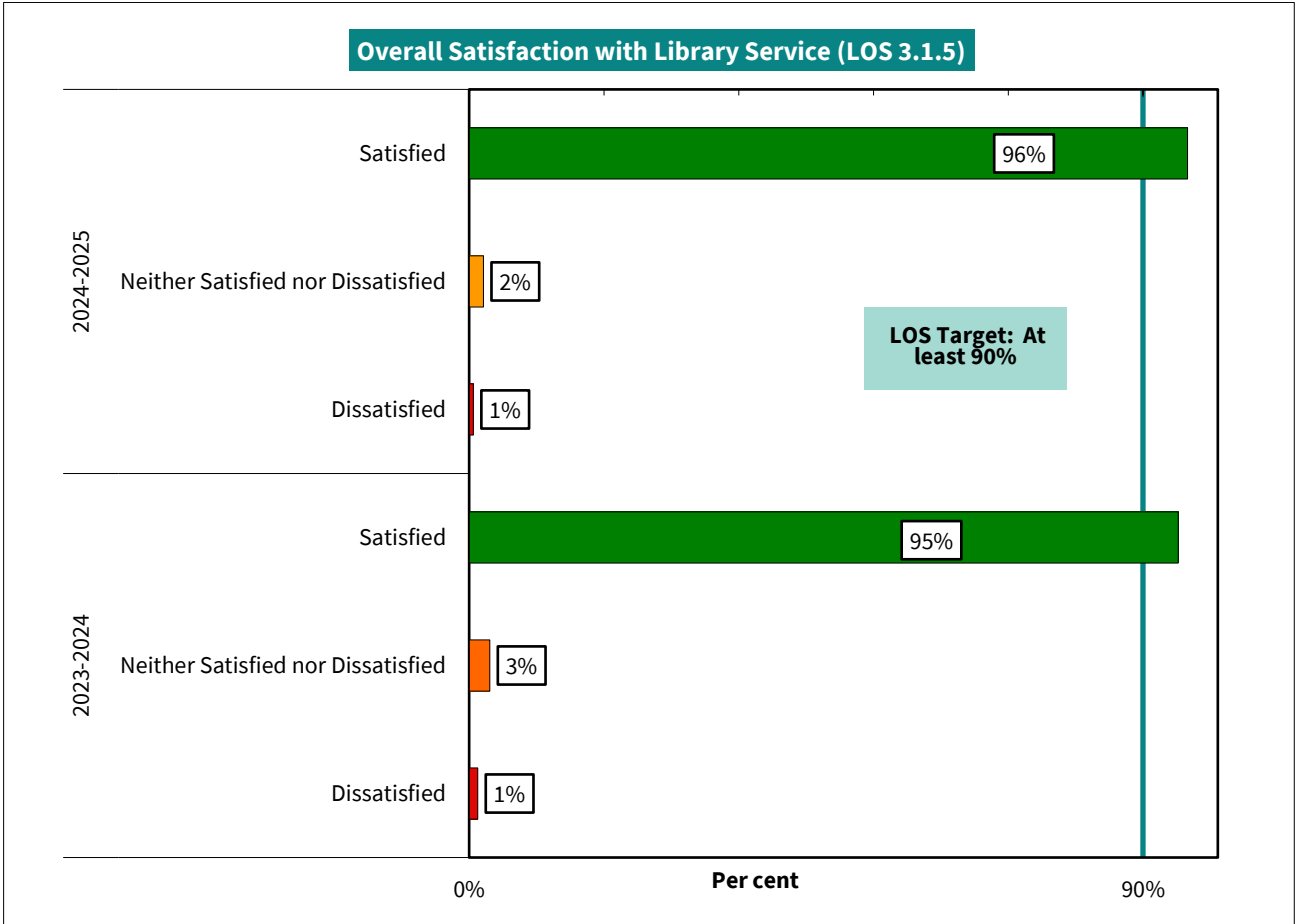 Overall Satisfaction with Library Service (LOS 3.1.5)
2024-2025
Satisfied
96%
Neither Satisfied nor Dissatisfied
2%
LOS Target:  At
least 90%
Dissatisfied
1%
2023-2024
Satisfied
95%
Neither Satisfied nor Dissatisfied
3%
Dissatisfied
1%
0%
Per cent
90%